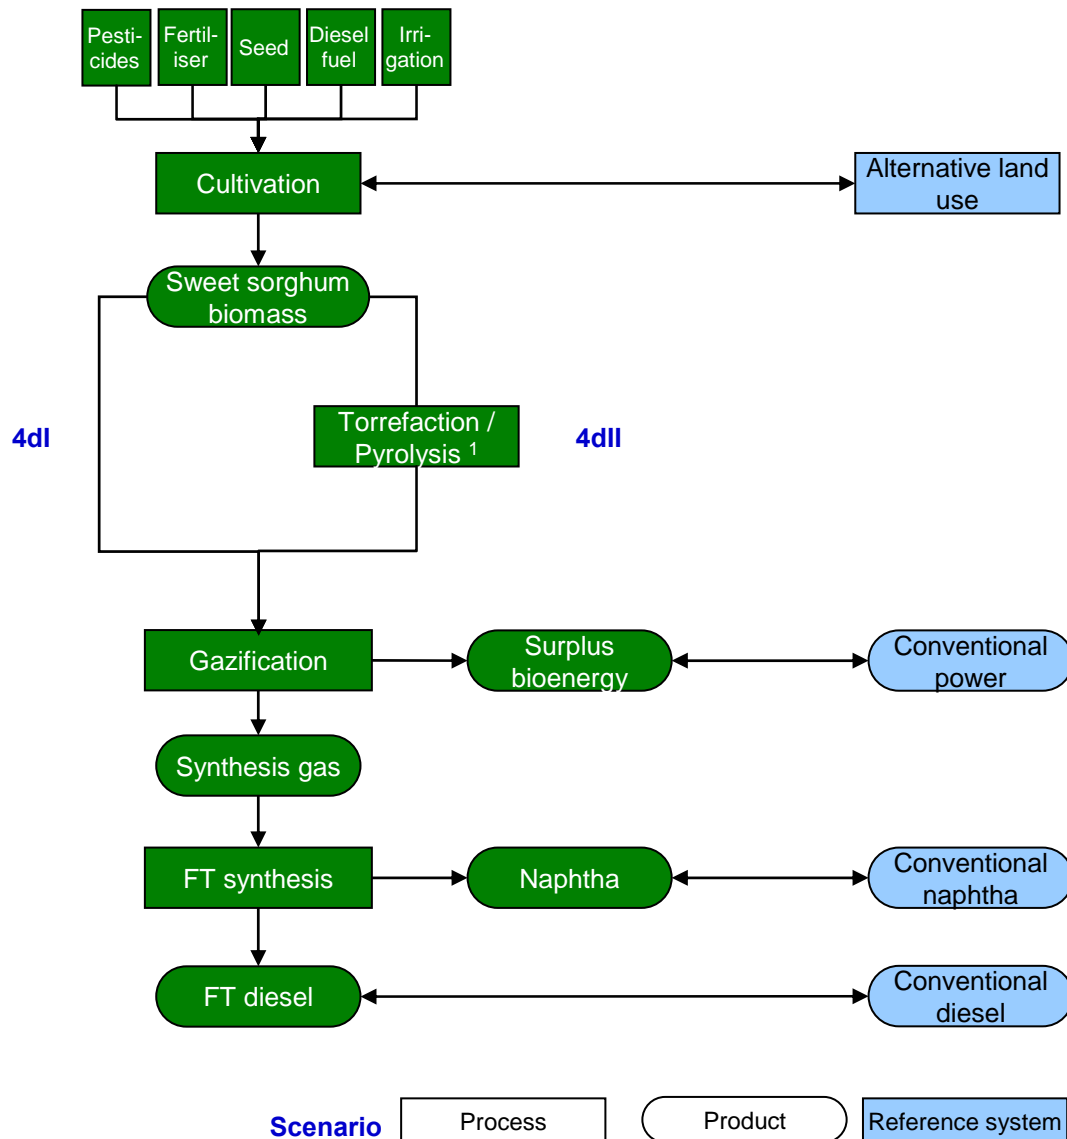 Pesti-
cides
Fertil-
iser
Seed
Diesel
fuel
Irri-
gation
Cultivation
Alternative land
use
Sweet sorghum
biomass
4dI
Torrefaction /
Pyrolysis 1
4dII
Gazification
Surplus
bioenergy
Conventional
power
Synthesis gas
FT synthesis
Naphtha
Conventional
naphtha
FT diesel
Conventional
diesel
Scenario
Process
Product
Reference system